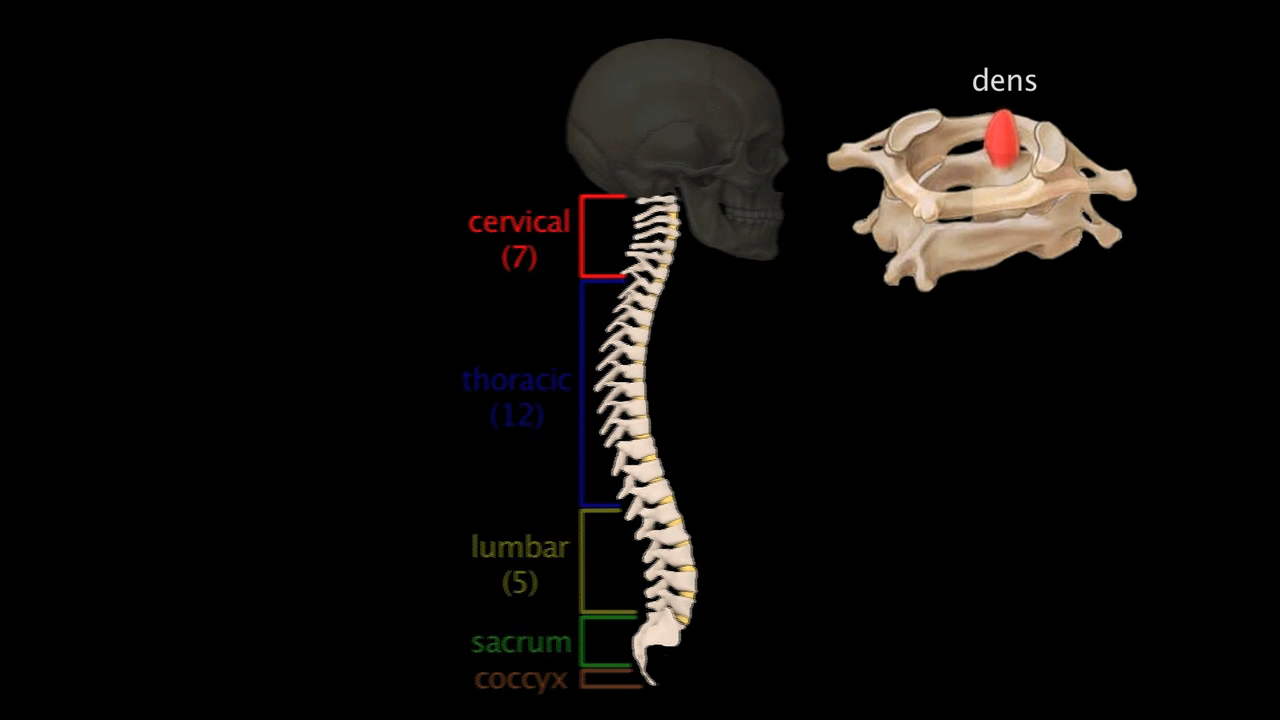 dens
cervical
(7)
thoracic
(12)
lumbar
(5)
sacrum
coccyx